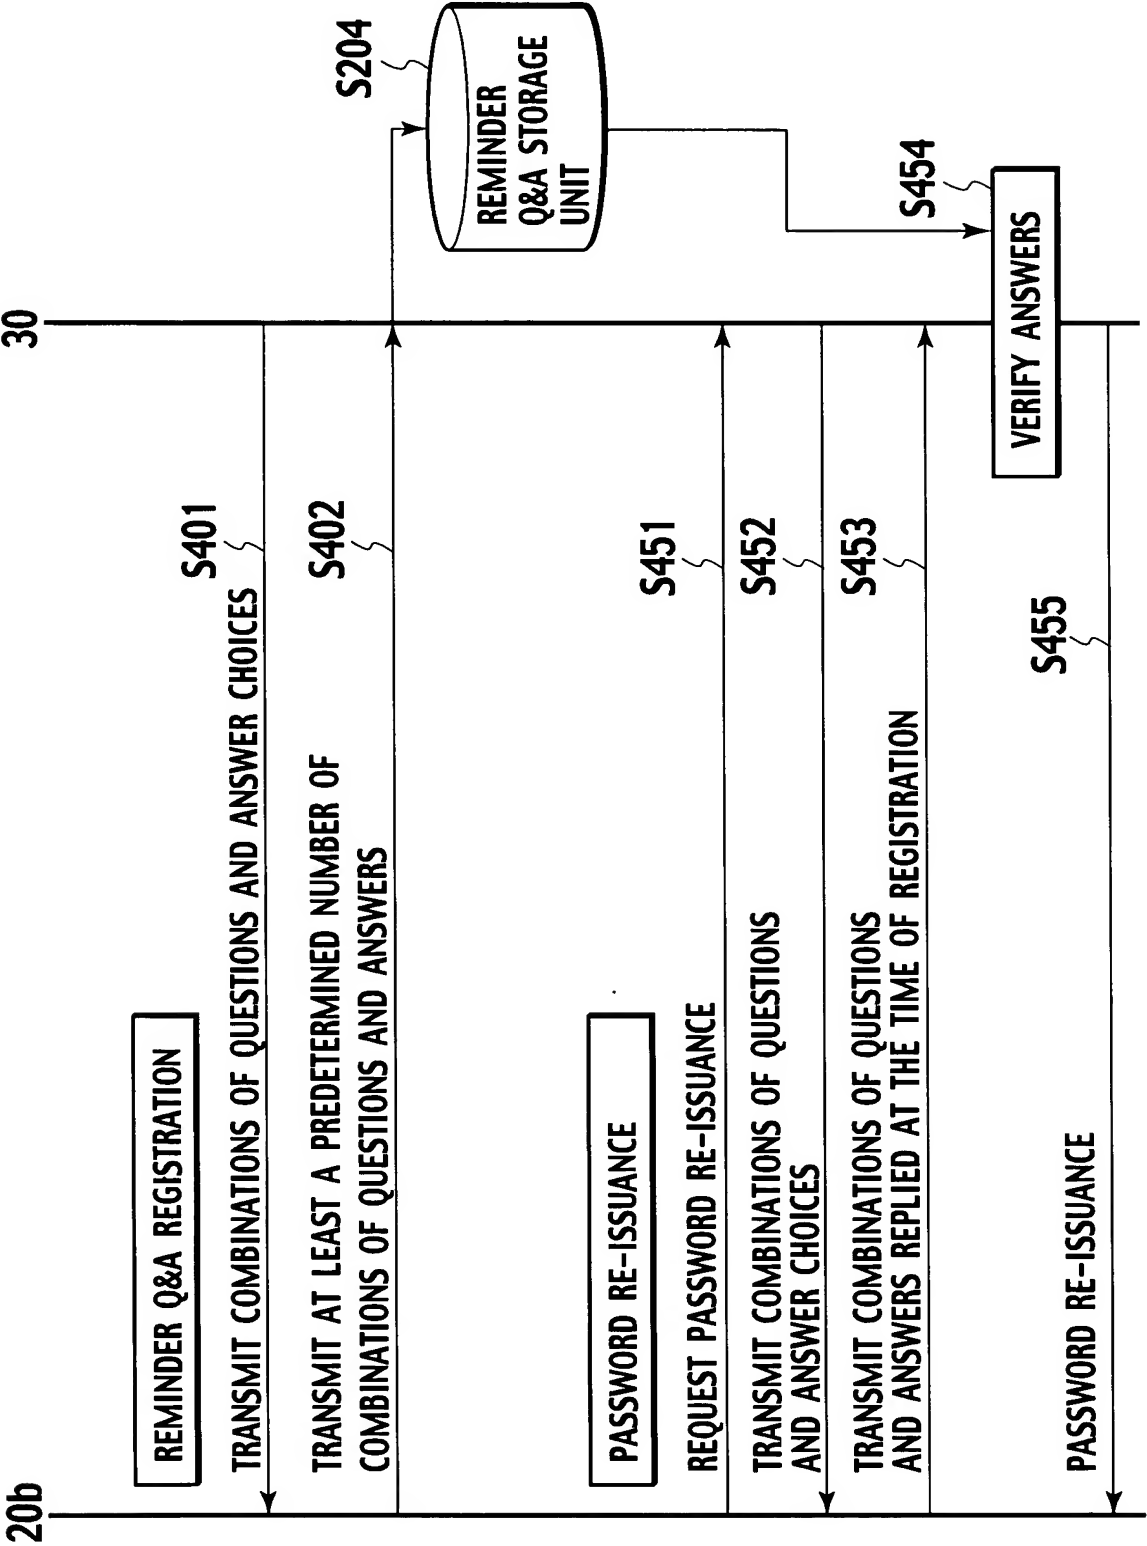 20b
30
REMINDER Q&A REGISTRATION
S401
TRANSMIT COMBINATIONS OF QUESTIONS AND ANSWER CHOICES
S402
TRANSMIT AT LEAST A PREDETERMINED NUMBER OF
COMBINATIONS OF QUESTIONS AND ANSWERS
S204
REMINDER
Q&A STORAGE
UNIT
PASSWORD RE-ISSUANCE
S451
REQUEST PASSWORD RE-ISSUANCE
S452
TRANSMIT COMBINATIONS OF QUESTIONS
AND ANSWER CHOICES
S453
TRANSMIT COMBINATIONS OF QUESTIONS
AND ANSWERS REPLIED AT THE TIME OF REGISTRATION
S454
VERIFY ANSWERS
S455
PASSWORD RE-ISSUANCE